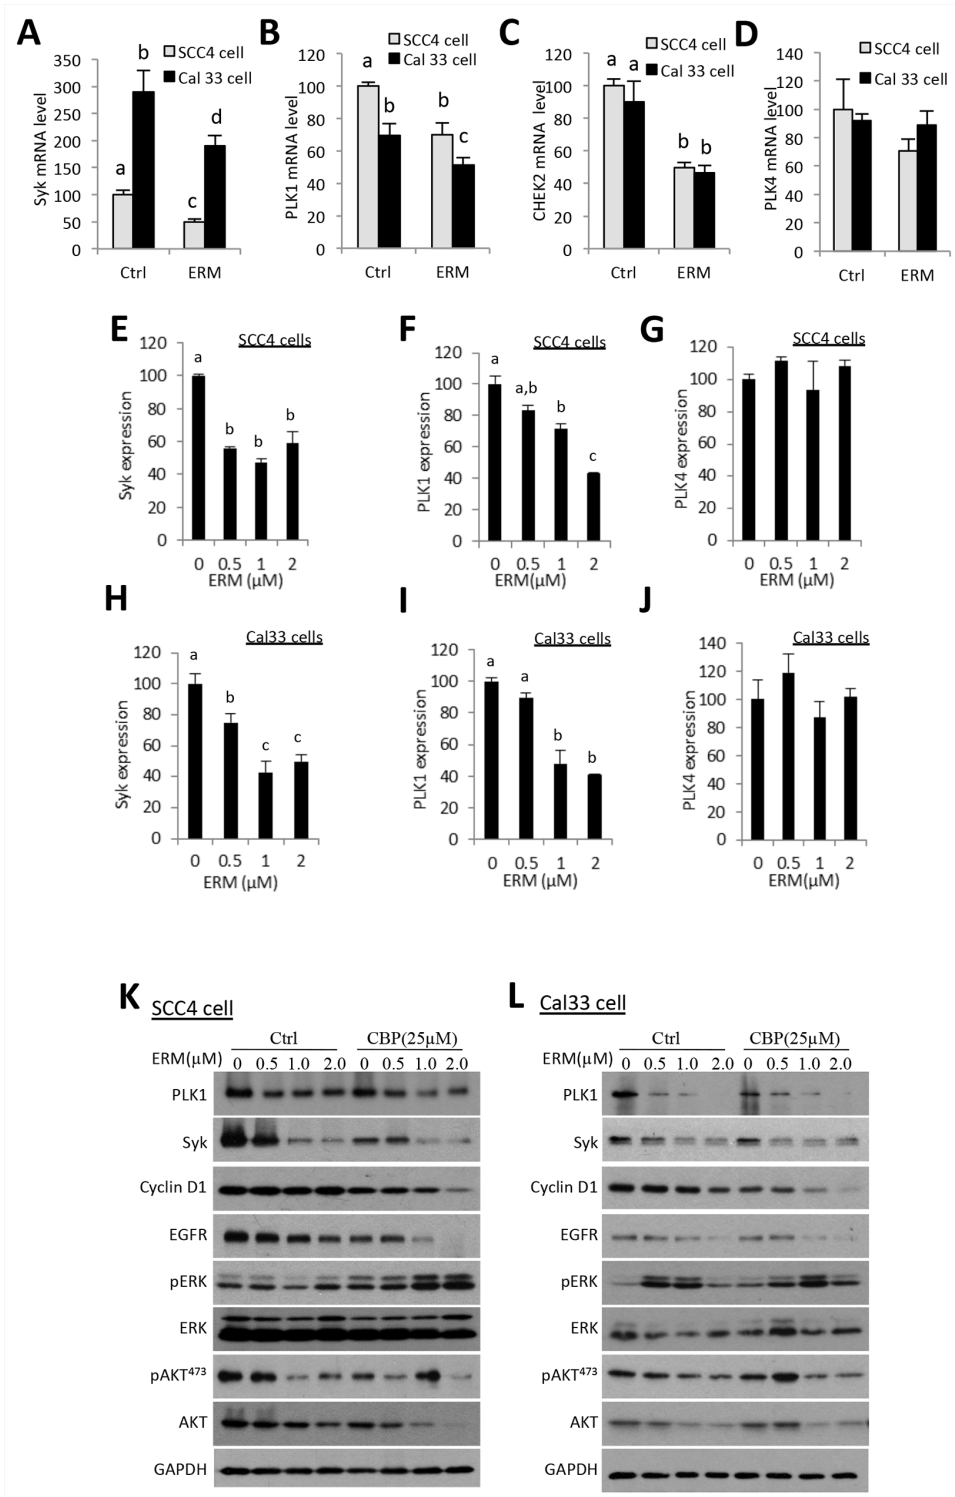 A
SCC4 cell
Cal 33 cell
Syk mRNA level
350
300
250
200
150
100
50
0
a
b
c
d
Ctrl
ERM
B
SCC4 cell
Cal 33 cell
PLK1 mRNA level
120
100
80
60
40
20
0
a
b
b
c
Ctrl
ERM
C
SCC4 cell
Cal 33 cell
CHEK2 mRNA level
120
100
80
60
40
20
0
a
a
b
b
Ctrl
ERM
D
SCC4 cell
Cal 33 cell
PLK4 mRNA level
140
120
100
80
60
40
20
0
Ctrl
ERM
E
SCC4 cells
Syk expression
120
100
80
60
40
20
0
a
b
b
b
0 0.5 1 2
ERM (μM)
F
SCC4 cells
PLK1 expression
120
100
80
60
40
20
0
a
a,b
b
c
0 0.5 1 2
ERM (μM)
G
SCC4 cells
PLK4 expression
120
100
80
60
40
20
0
0 0.5 1 2
ERM (μM)
H
Cal33 cells
Syk expression
120
100
80
60
40
20
0
a
b
c
c
0 0.5 1 2
ERM (μM)
I
Cal33 cells
PLK1 expression
120
100
80
60
40
20
0
a
a
b
b
0 0.5 1 2
ERM (μM)
J
Cal33 cells
PLK4 expression
140
120
100
80
60
40
20
0
0 0.5 1 2
ERM(μM)
K SCC4 cell
Ctrl CBP(25μM)
ERM(μM) 0 0.5 1.0 2.0 0 0.5 1.0 2.0
PLK1
Syk
Cyclin D1
EGFR
pERK
ERK
pAKT473
AKT
GAPDH
L Cal33 cell
Ctrl CBP(25μM)
ERM(μM) 0 0.5 1.0 2.0 0 0.5 1.0 2.0
PLK1
Syk
Cyclin D1
EGFR
pERK
ERK
pAKT473
AKT
GAPDH